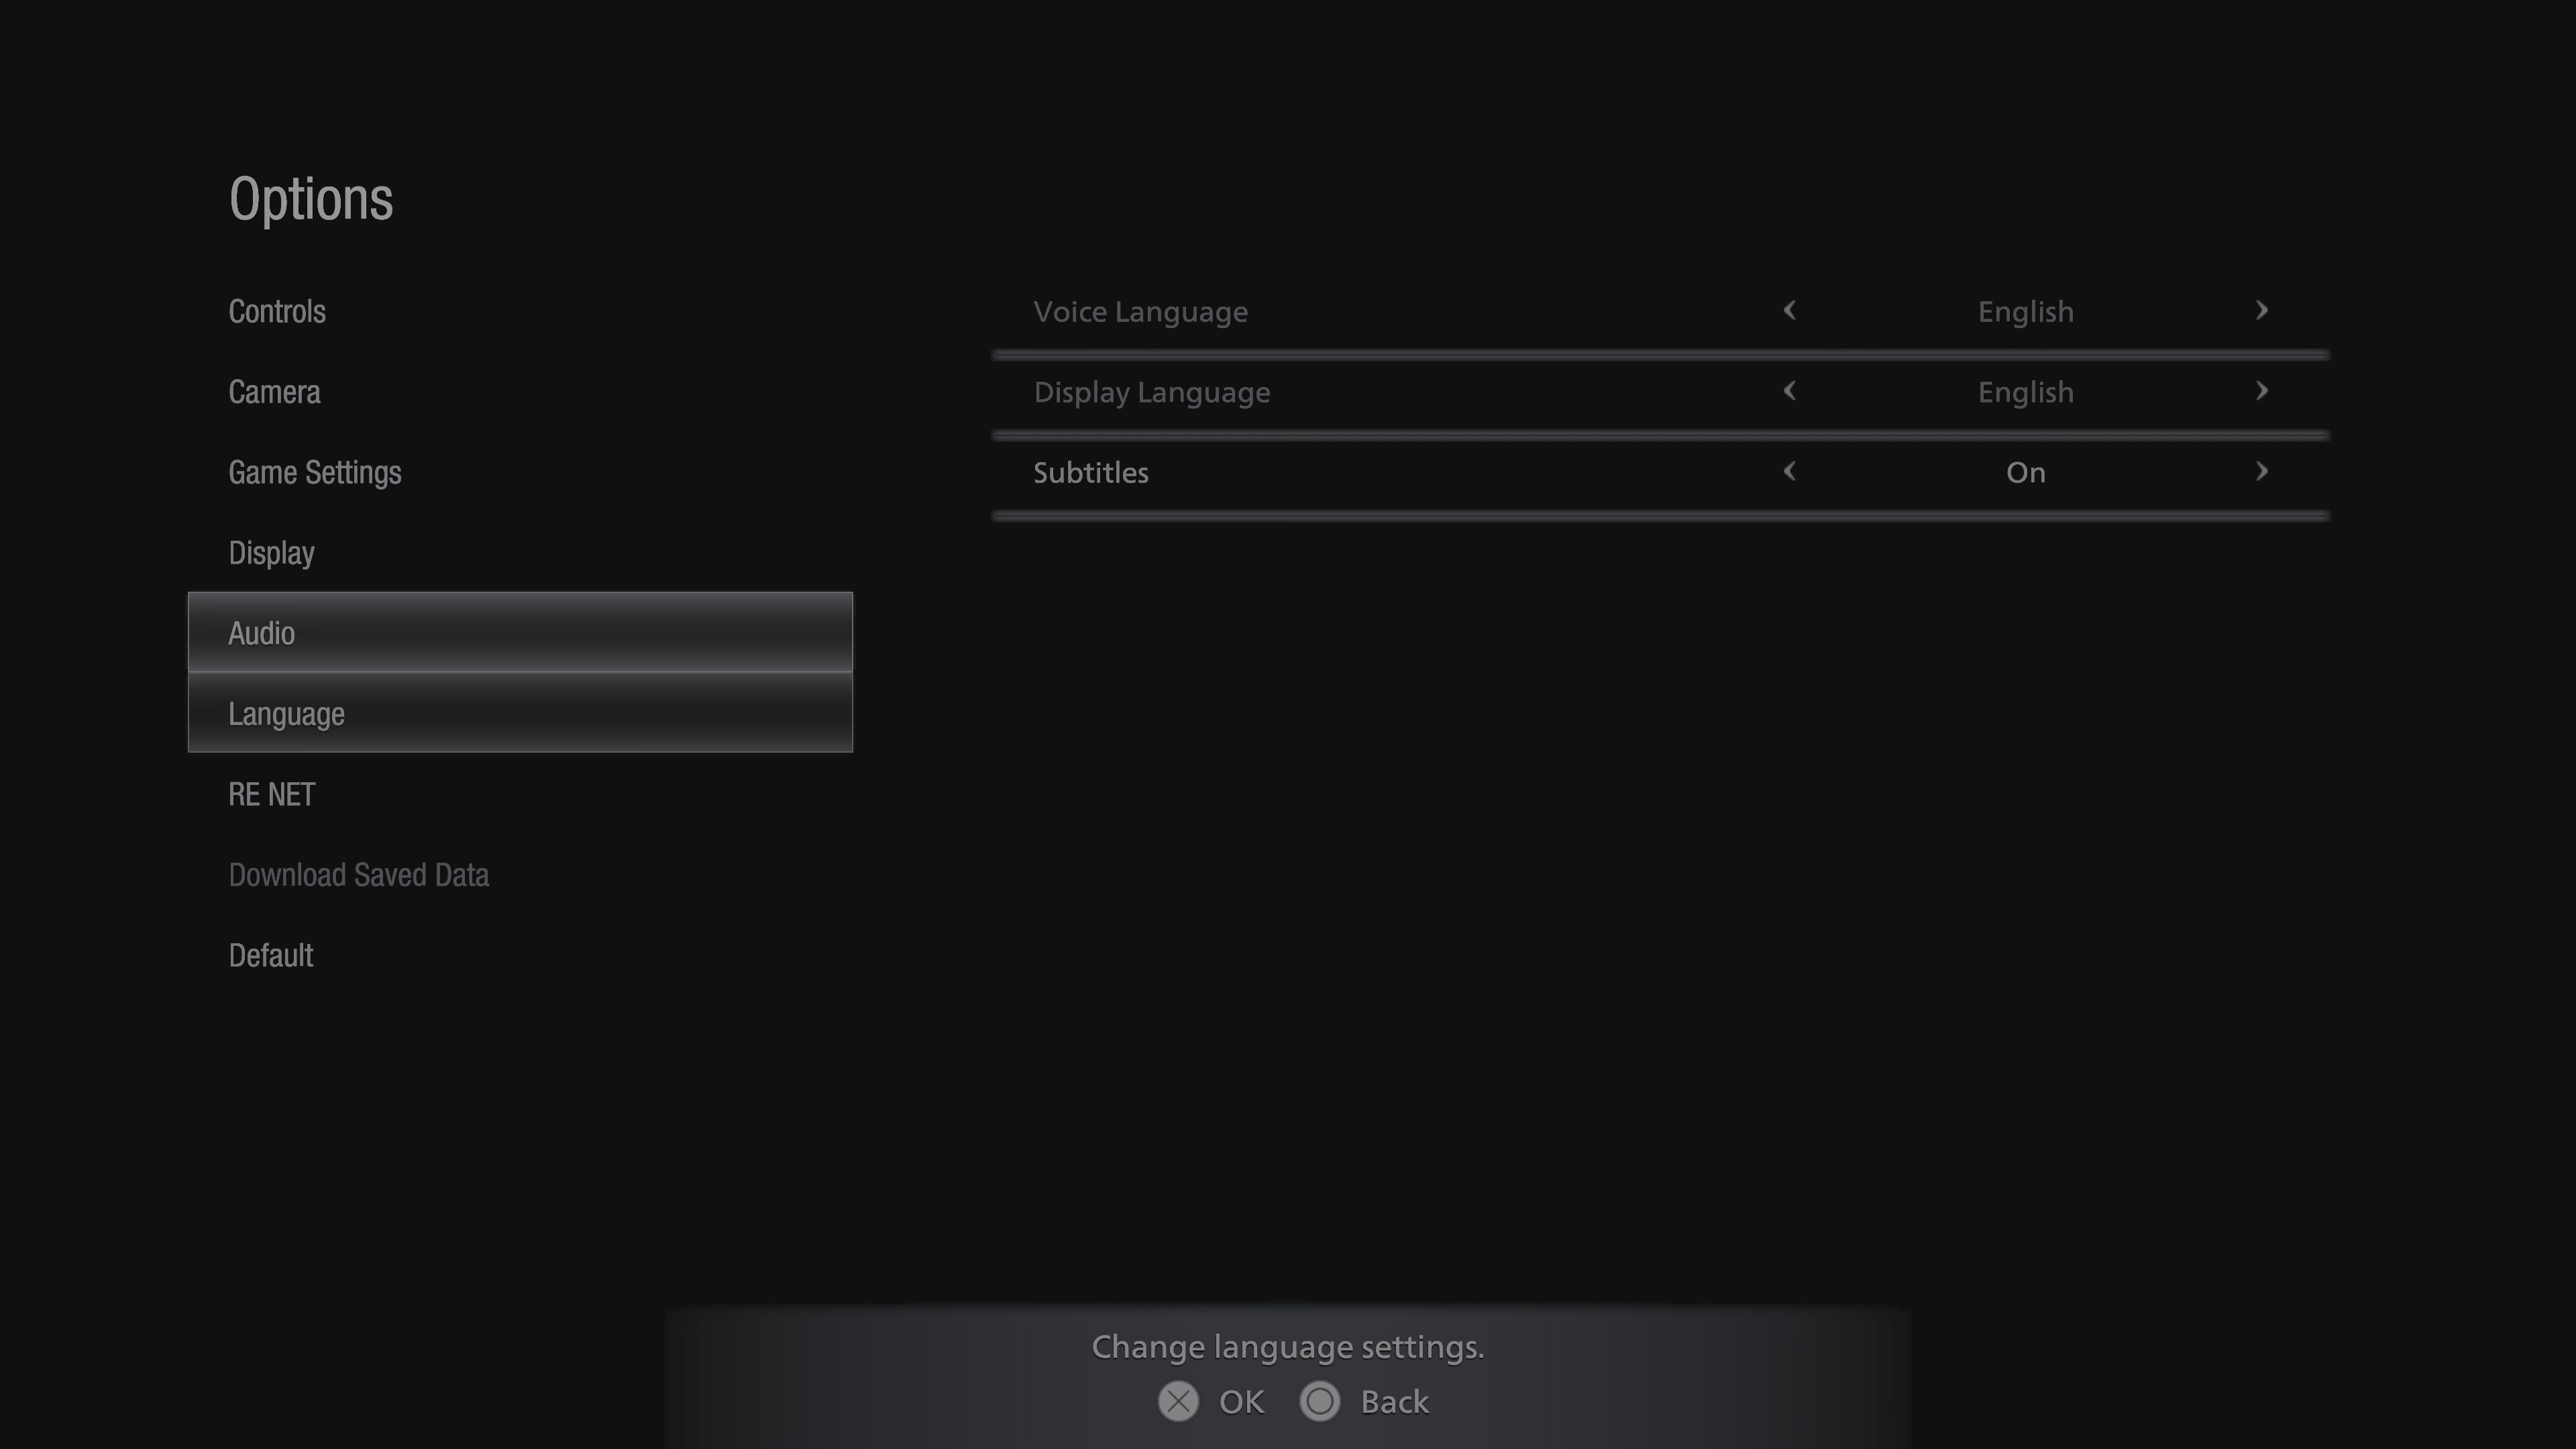 Options
Controls
Camera
Game Settings
Display
Audio
Language
RE NET
Download Saved Data
Default
Voice Language English
Display Language English
Subtitles On
Change language settings.
OK Back